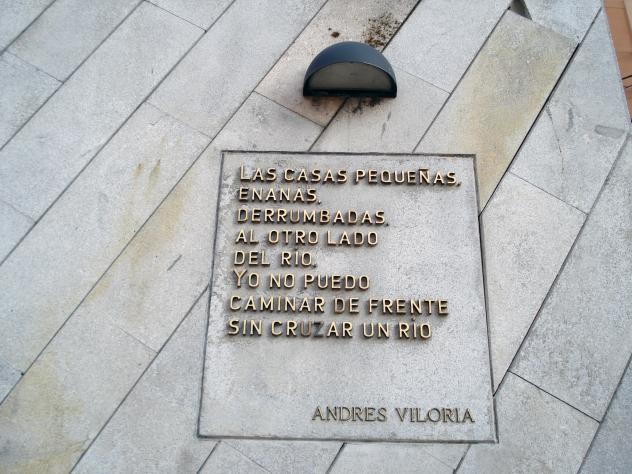 LAS CASAS PEQUEÑAS,
ENANAS,
DERRUMBADAS,
AL OTRO LADO
DEL RÍO.
YO NO PUEDO
CAMINAR DE FRENTE
SIN CRUZAR UN RÍO
ANDRES VILORIA